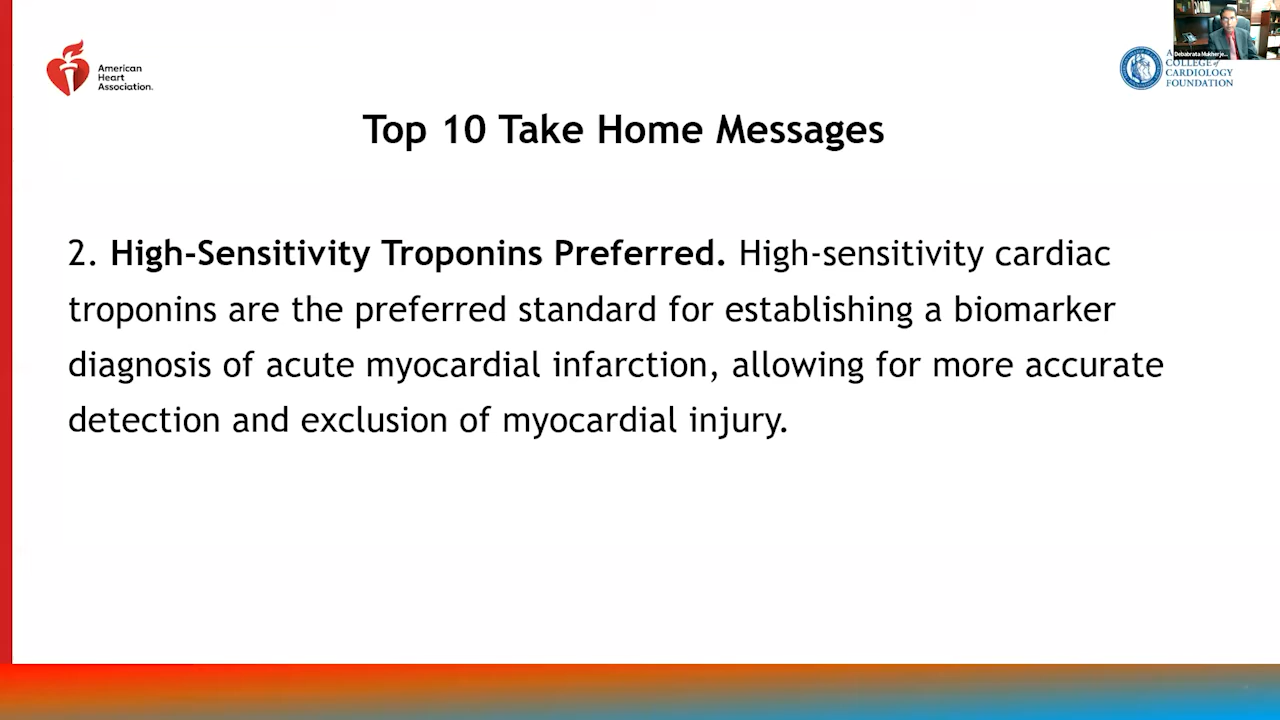 American
Heart
Association.
Debabrata Mukherje...
COLLEGE of
CARDIOLOGY
FOUNDATION
Top 10 Take Home Messages
2. High-Sensitivity Troponins Preferred. High-sensitivity cardiac
troponins are the preferred standard for establishing a biomarker
diagnosis of acute myocardial infarction, allowing for more accurate
detection and exclusion of myocardial injury.